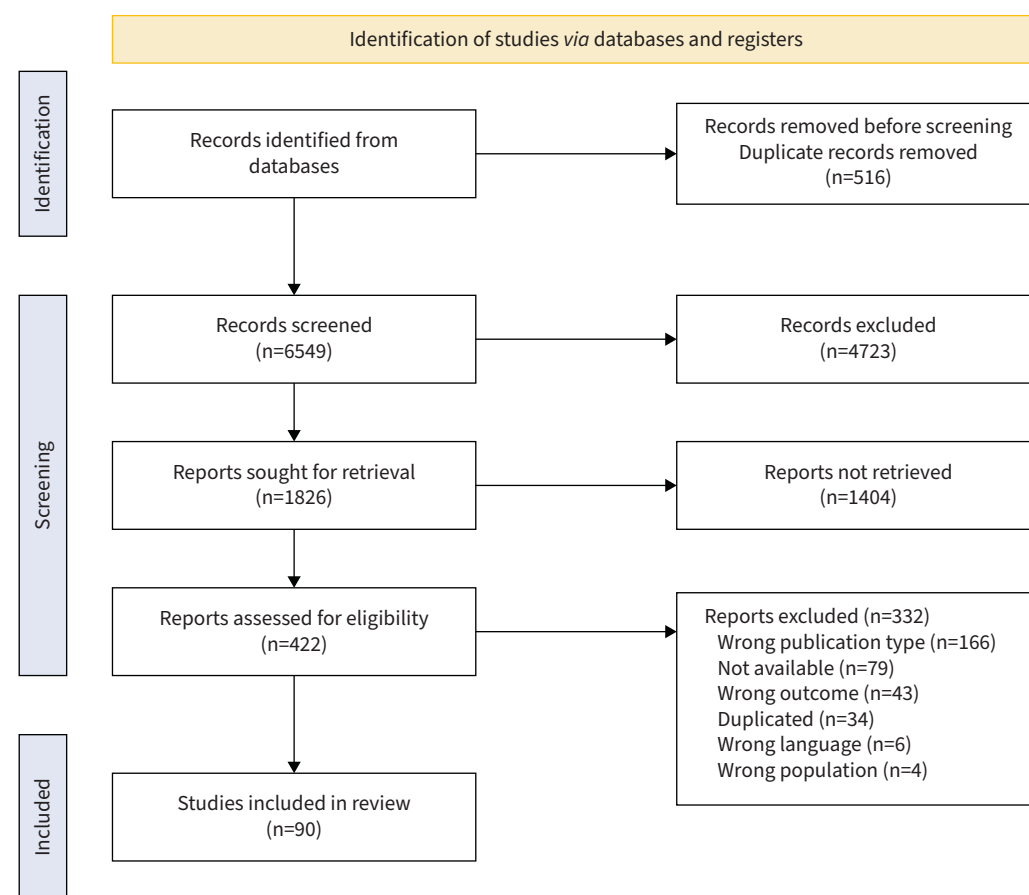 Identification of studies via databases and registers
Identification
Records identified from
databases
Records removed before screening
Duplicate records removed
(n=516)
Screening
Records screened
(n=6549)
Records excluded
(n=4723)
Reports sought for retrieval
(n=1826)
Reports not retrieved
(n=1404)
Reports assessed for eligibility
(n=422)
Reports excluded (n=332)
Wrong publication type (n=166)
Not available (n=79)
Wrong outcome (n=43)
Duplicated (n=34)
Wrong language (n=6)
Wrong population (n=4)
Included
Studies included in review
(n=90)